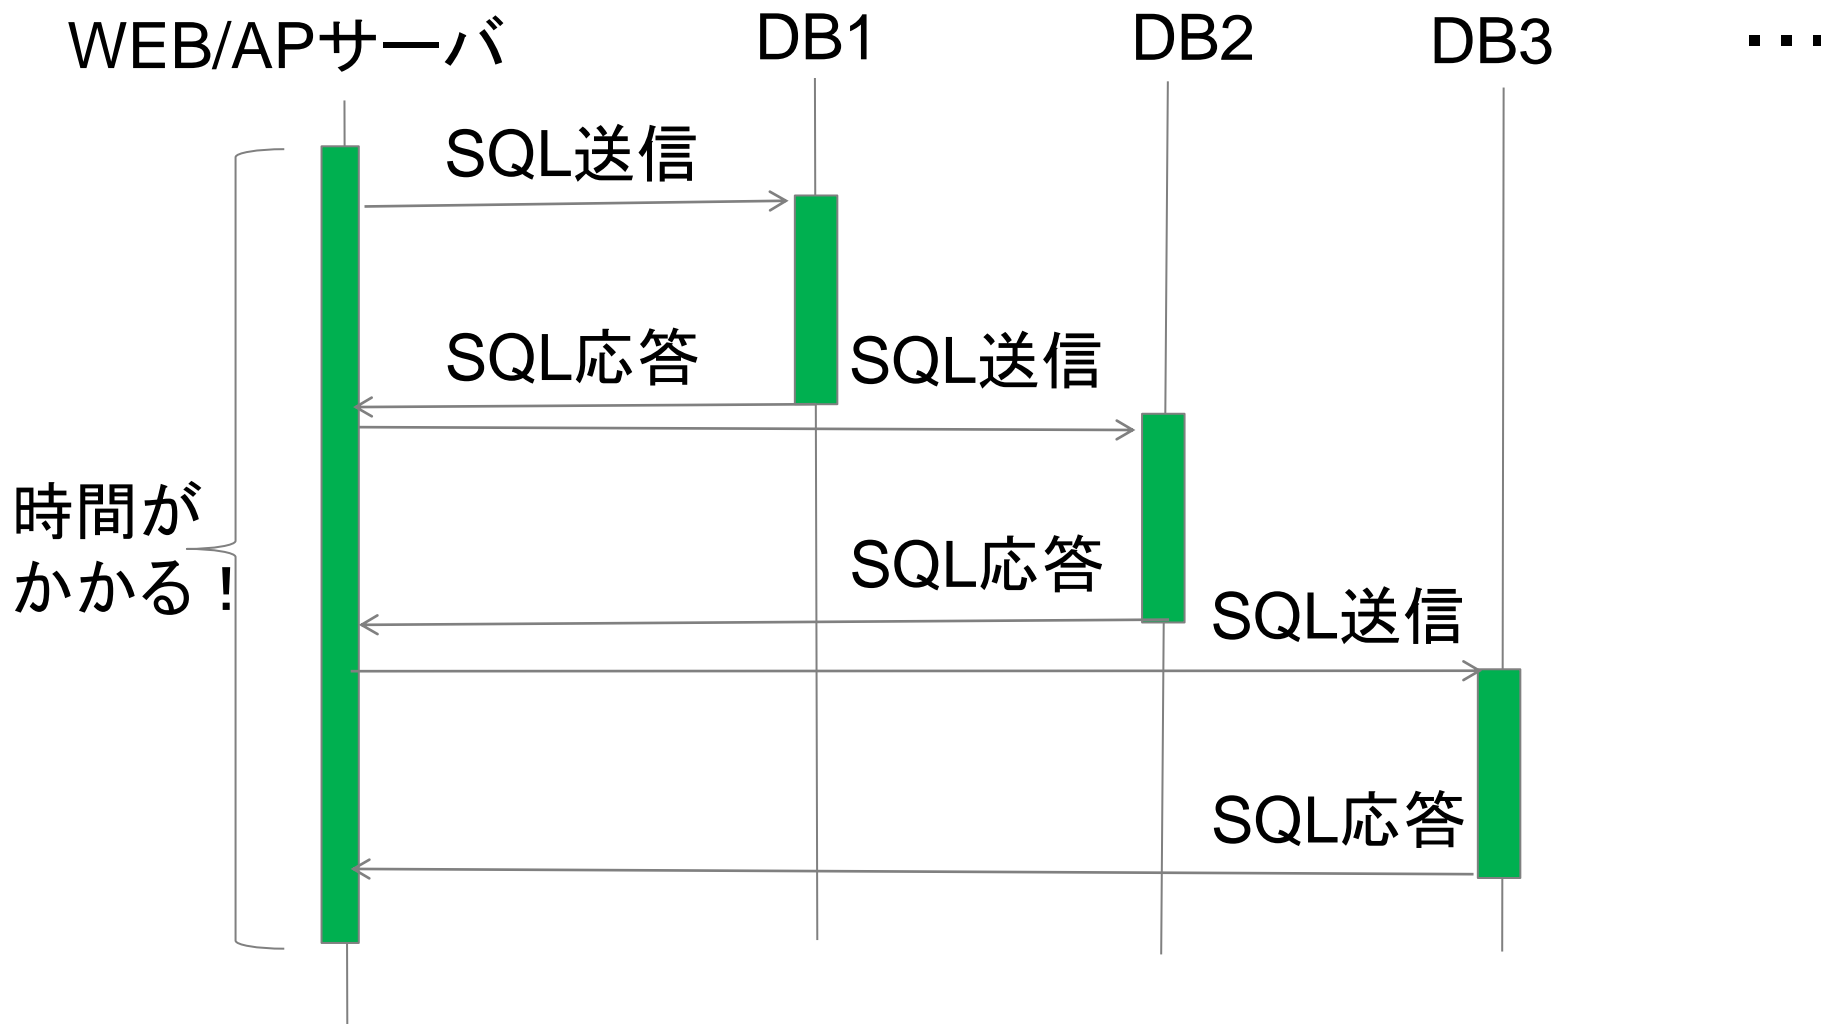 WEB/APサーバ
DB1
DB2
DB3
・・・
SQL送信
SQL応答
SQL送信
時間が
かかる！
SQL応答
SQL送信
SQL応答